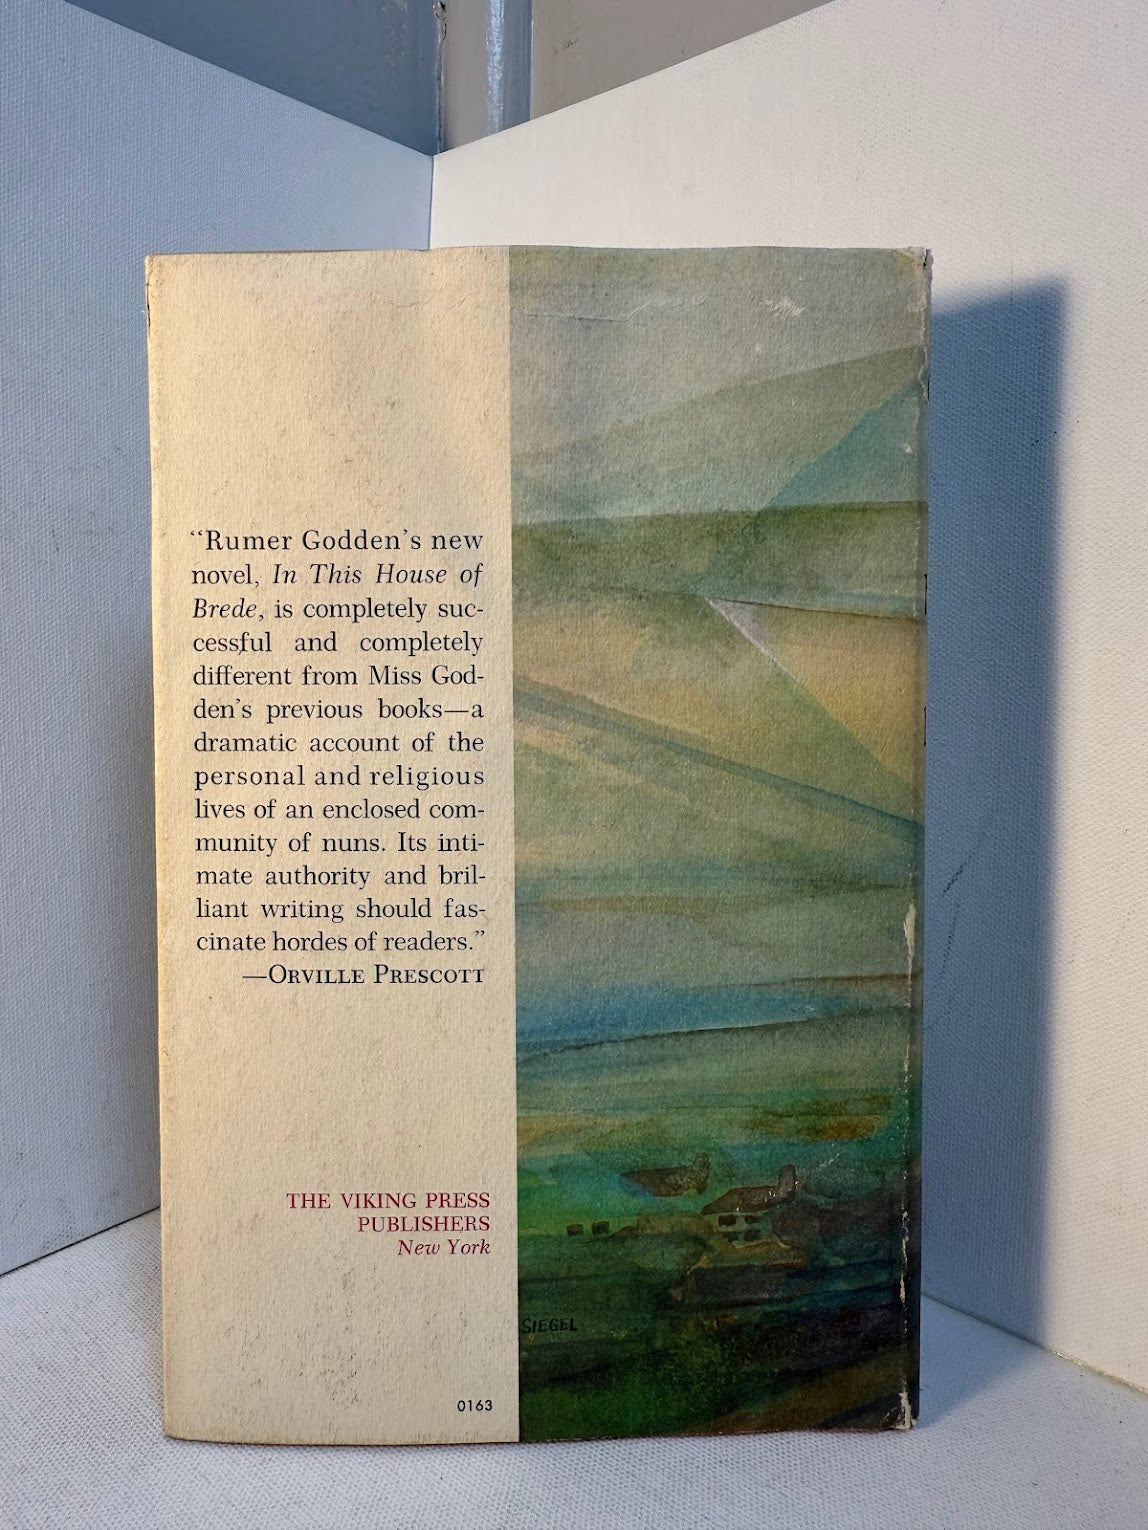 “Rumer Godden’s new
novel, In This House of
Brede, is completely suc-
cessful and completely
different from Miss God-
den’s previous books—a
dramatic account of the
personal and religious
lives of an enclosed com-
munity of nuns. Its inti-
mate authority and bril-
liant writing should fas-
cinate hordes of readers.”
—ORVILLE PRESCOTT
THE VIKING PRESS
PUBLISHERS
New York
SIEGEL
0163